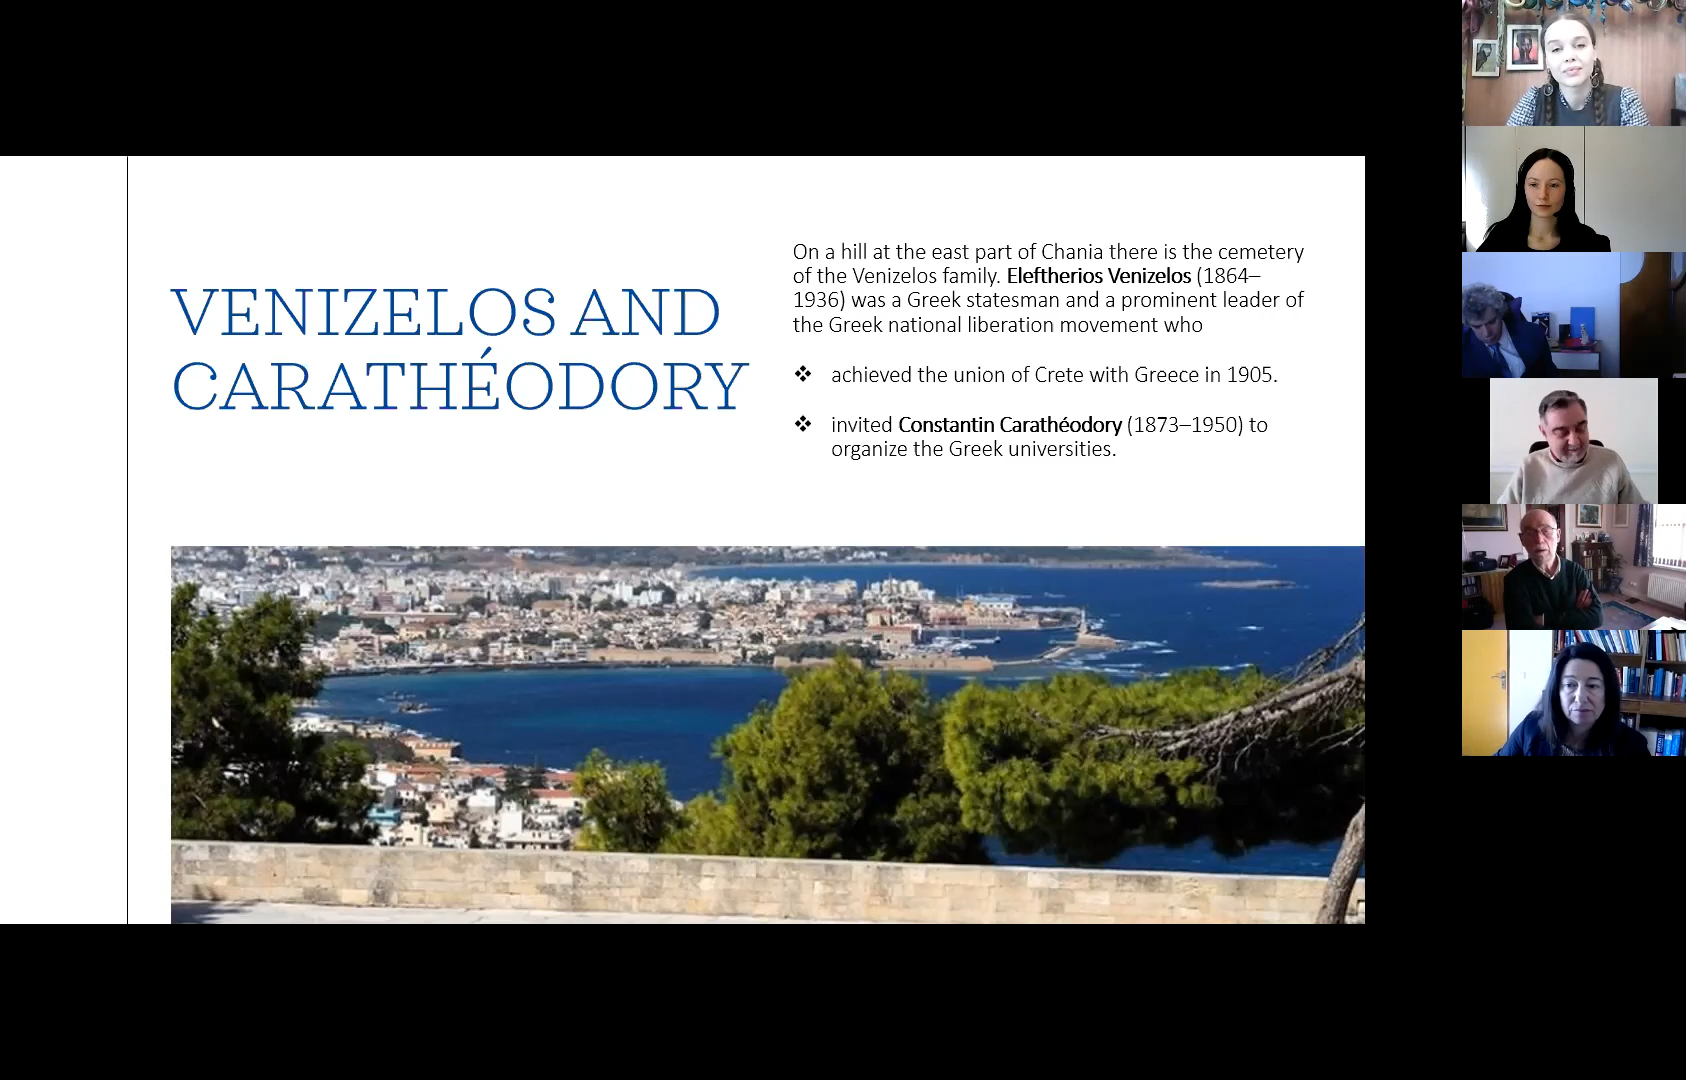 VENIZELOS AND
CARATHÉODORY
On a hill at the east part of Chania there is the cemetery
of the Venizelos family. Eleftherios Venizelos (1864–
1936) was a Greek statesman and a prominent leader of
the Greek national liberation movement who
❖ achieved the union of Crete with Greece in 1905.
❖ invited Constantin Carathéodory (1873–1950) to
organize the Greek universities.